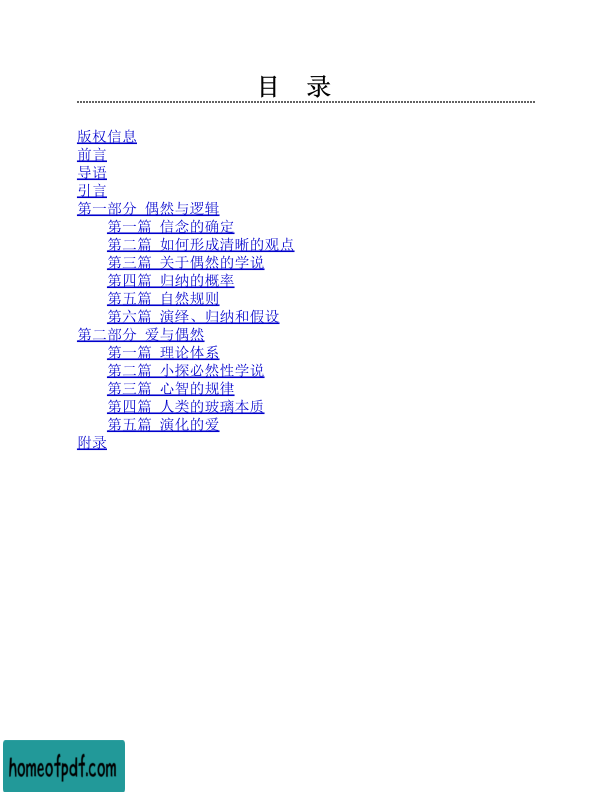 目 录
版权信息
前言
导语
引言
第一部分 偶然与逻辑
第一篇 信念的确定
第二篇 如何形成清晰的观点
第三篇 关于偶然的学说
第四篇 归纳的概率
第五篇 自然规则
第六篇 演绎、归纳和假设
第二部分 爱与偶然
第一篇 理论体系
第二篇 小探必然性学说
第三篇 心智的规律
第四篇 人类的玻璃本质
第五篇 演化的爱
附录
homeofpdf.com